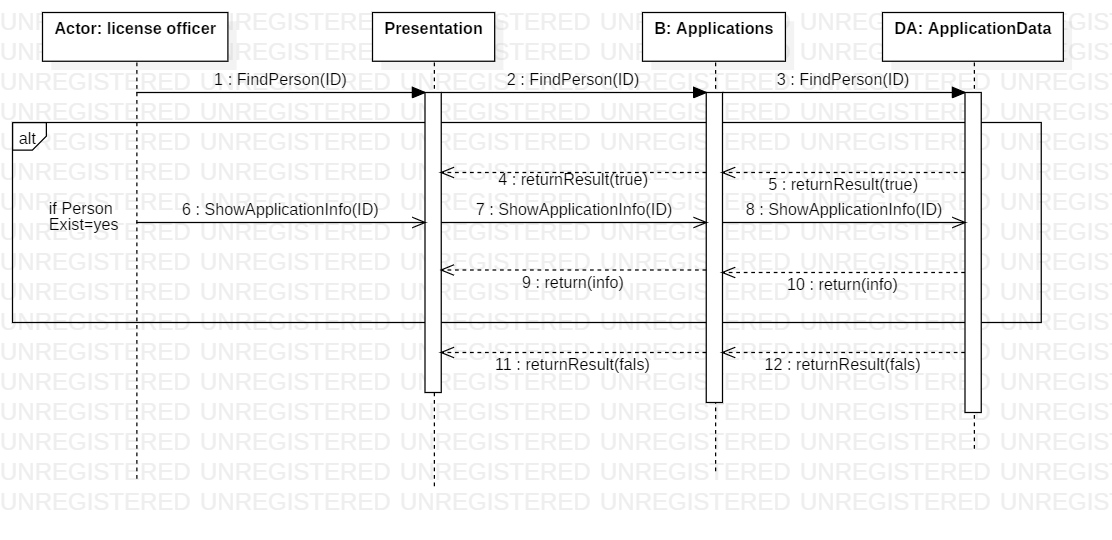 Actor: license officer
Presentation
B: Applications
DA: ApplicationData
1 : FindPerson(ID)
2 : FindPerson(ID)
3 : FindPerson(ID)
alt
4 : returnResult(true)
5 : returnResult(true)
if Person
Exist=yes
6 : ShowApplicationInfo(ID)
7 : ShowApplicationInfo(ID)
8 : ShowApplicationInfo(ID)
9 : return(info)
10 : return(info)
11 : returnResult(fals)
12 : returnResult(fals)
UNREGISTERED